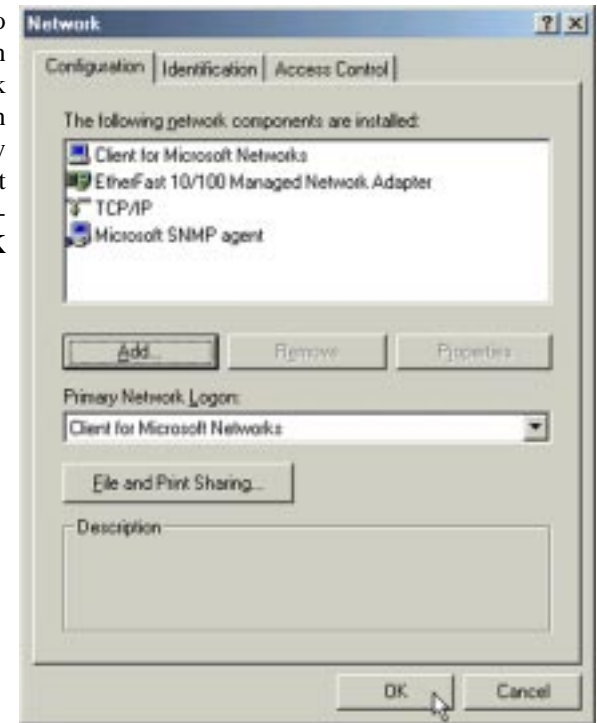 Network
Configuration Identification Access Control
The following network components are installed:
Client for Microsoft Networks
EtherFast 10/100 Managed Network Adapter
TCP/IP
Microsoft SNMP agent
Add... Remove Properties
Primary Network Logon:
Client for Microsoft Networks
File and Print Sharing...
Description
OK Cancel